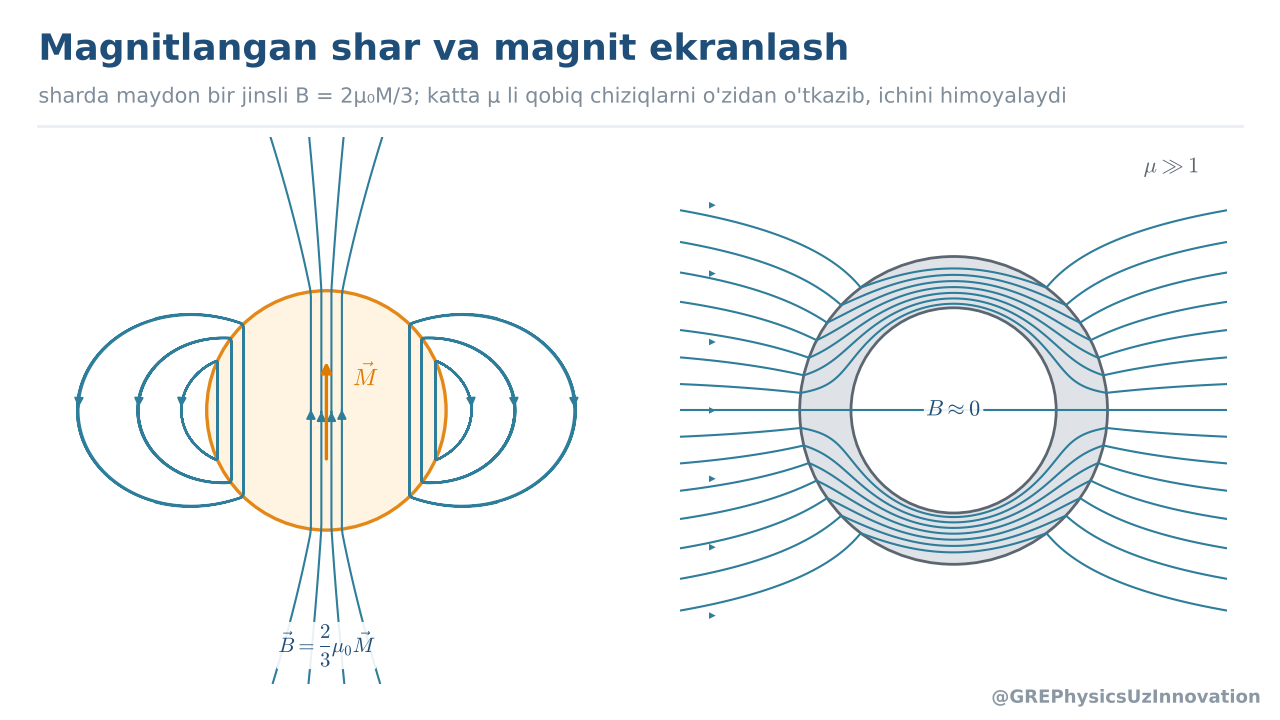 Magnitlangan shar va magnit ekranlash
sharda maydon bir jinsli B = 2μ₀M/3; katta μ li qobiq chiziqlarni o'zidan o'tkazib, ichini himoyalaydi
μ ≫ 1
M⃗
B ≈ 0
B⃗ = 2/3 μ₀M⃗
@GREPhysicsUzInnovation